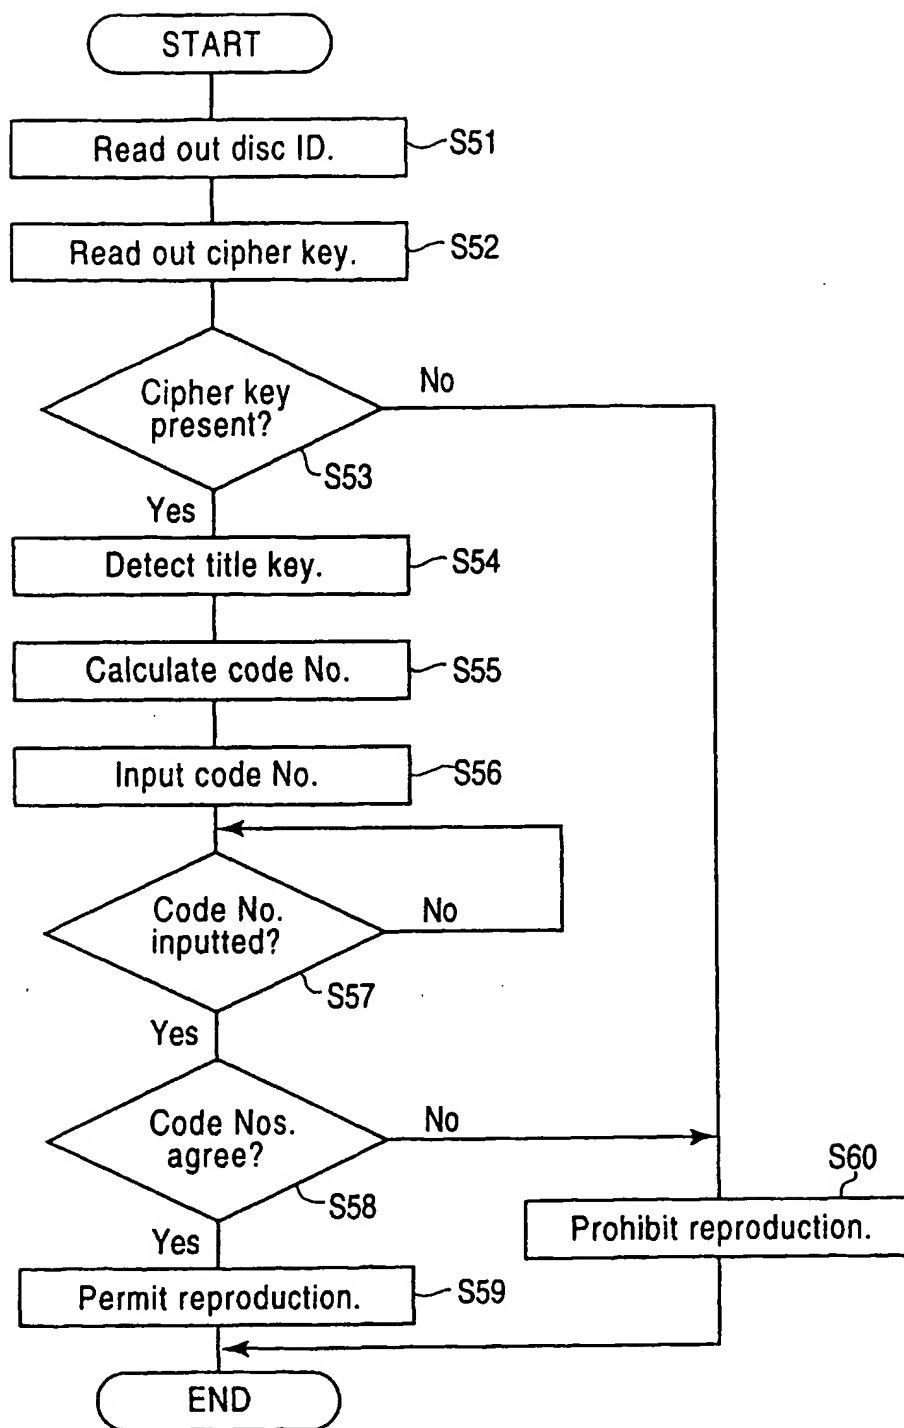 START
Read out disc ID.
S51
Read out cipher key.
S52
Cipher key
present?
No
S53
Yes
Detect title key.
S54
Calculate code No.
S55
Input code No.
S56
Code No.
inputted?
No
S57
Yes
Code Nos.
agree?
No
S58
S60
Prohibit reproduction.
Yes
Permit reproduction.
S59
END